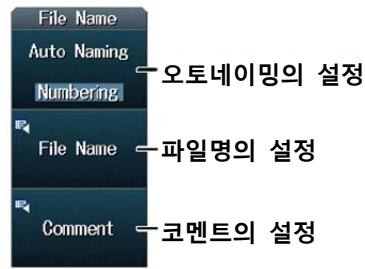 File Name
Auto Naming
Numbering
오토네이밍의 설정
File Name
파일명의 설정
Comment
코멘트의 설정